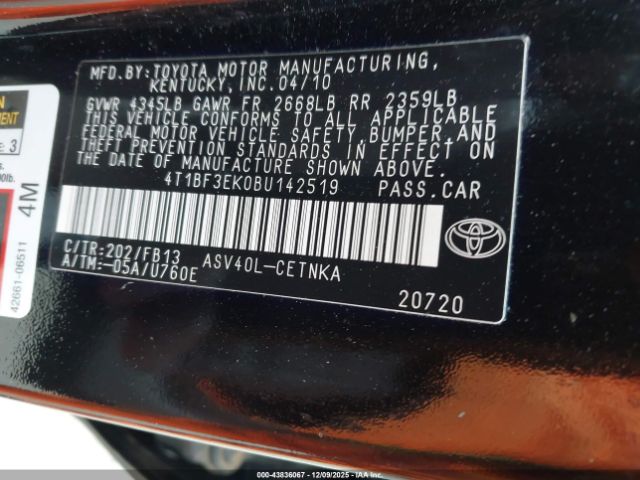 MFD. BY: TOYOTA MOTOR MANUFACTURING,
KENTUCKY, INC. 04/10
GVWR 4345LB GAWR FR 2668LB RR 2359LB
THIS VEHICLE CONFORMS TO ALL APPLICABLE
FEDERAL MOTOR VEHICLE SAFETY, BUMPER, AND
THEFT PREVENTION STANDARDS IN EFFECT ON
THE DATE OF MANUFACTURE SHOWN ABOVE.
4T1BF3EK0BU142519 PASS. CAR
C/TR: 202/FB13 ASV40L-CETNKA
A/TM: -05A/U760E
20720
3
4M
42661-06511
000-43836067 - 12/09/2025 - IAA Inc.